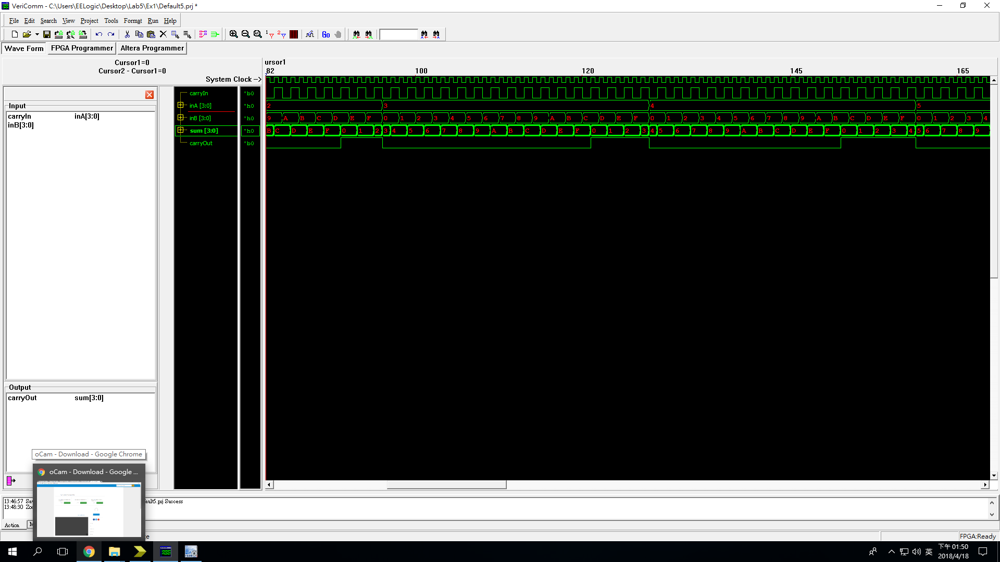 VeriComm - C:\Users\EELogic\Desktop\Lab5\Ex1\Default5.prj *
File Edit Search View Project Tools Format Run Help
1 2 Go
Wave Form FPGA Programmer Altera Programmer
Cursor1=0
Cursor2 - Cursor1=0
System Clock ->
ursor1
82 100 120 145 165
carryIn 'b0
inA [3:0] 'h0 2 3 4 5
inB [3:0] 'h0 9 A B C D E F 0 1 2 3 4 5 6 7 8 9 A B C D E F 0 1 2 3 4 5 6 7 8 9 A B C D E F 0 1 2 3 4
sum [3:0] 'h0 B C D E F 0 1 2 3 4 5 6 7 8 9 A B C D E F 0 1 2 3 4 5 6 7 8 9 A B C D E F 0 1 2 3 4 5 6 7 8 9
carryOut 'b0
Input
carryIn inA[3:0]
inB[3:0]
Output
carryOut sum[3:0]
oCam - Download - Google Chrome
oCam - Download - Google ...
13:46:57 Sav ault5.prj Success
13:48:30 Zoo
Action M
FPGA:Ready
英
下午 01:50
2018/4/18